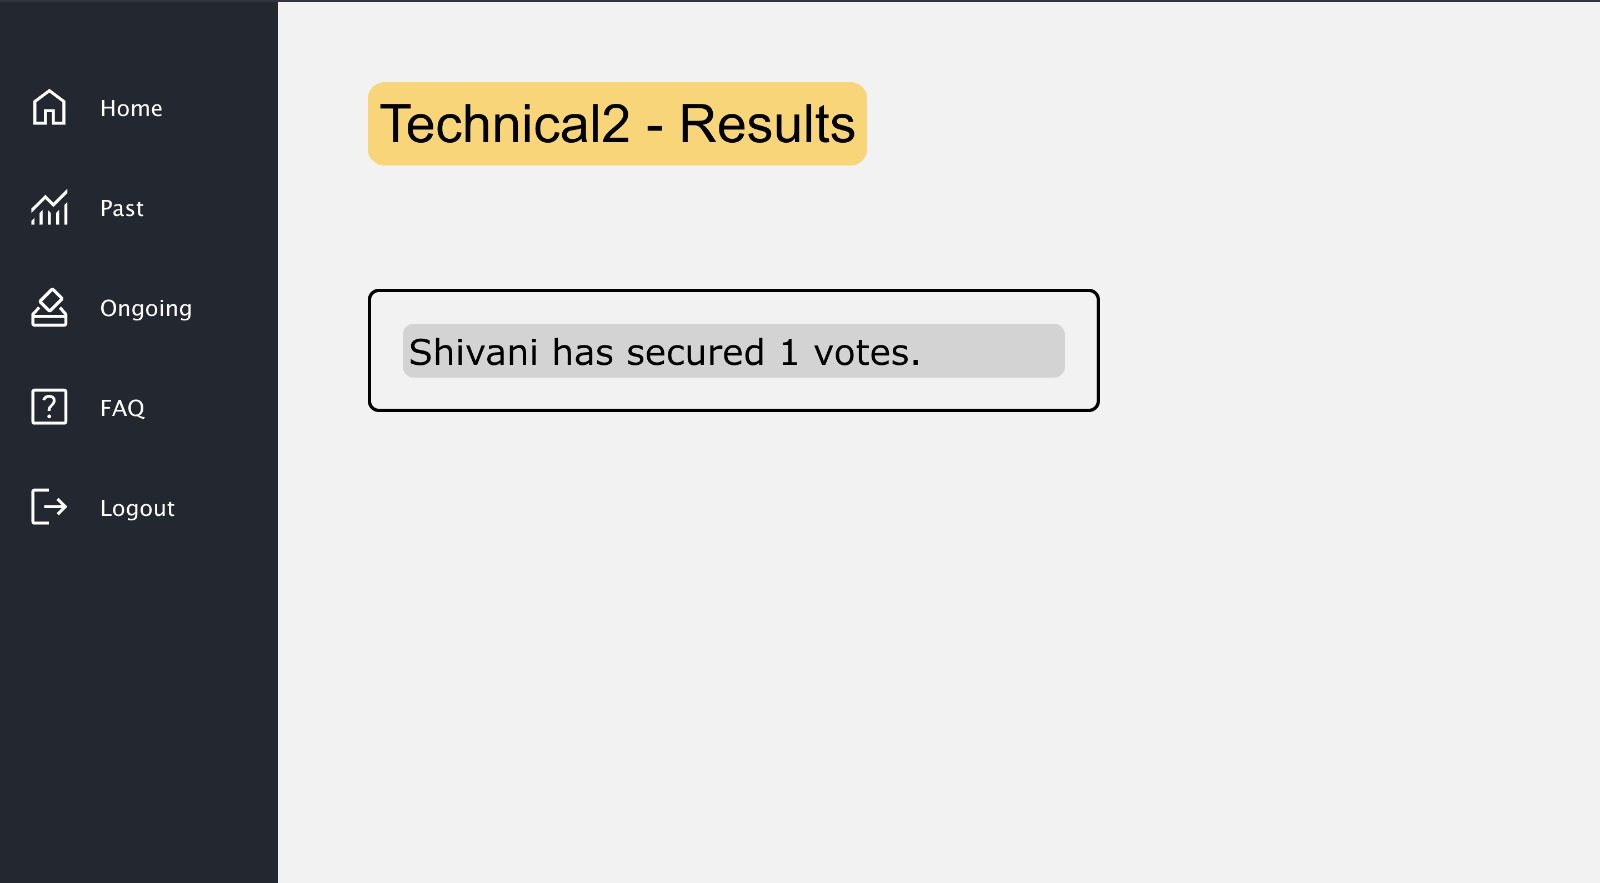 Home
Past
Ongoing
FAQ
Logout
Technical2 - Results
Shivani has secured 1 votes.